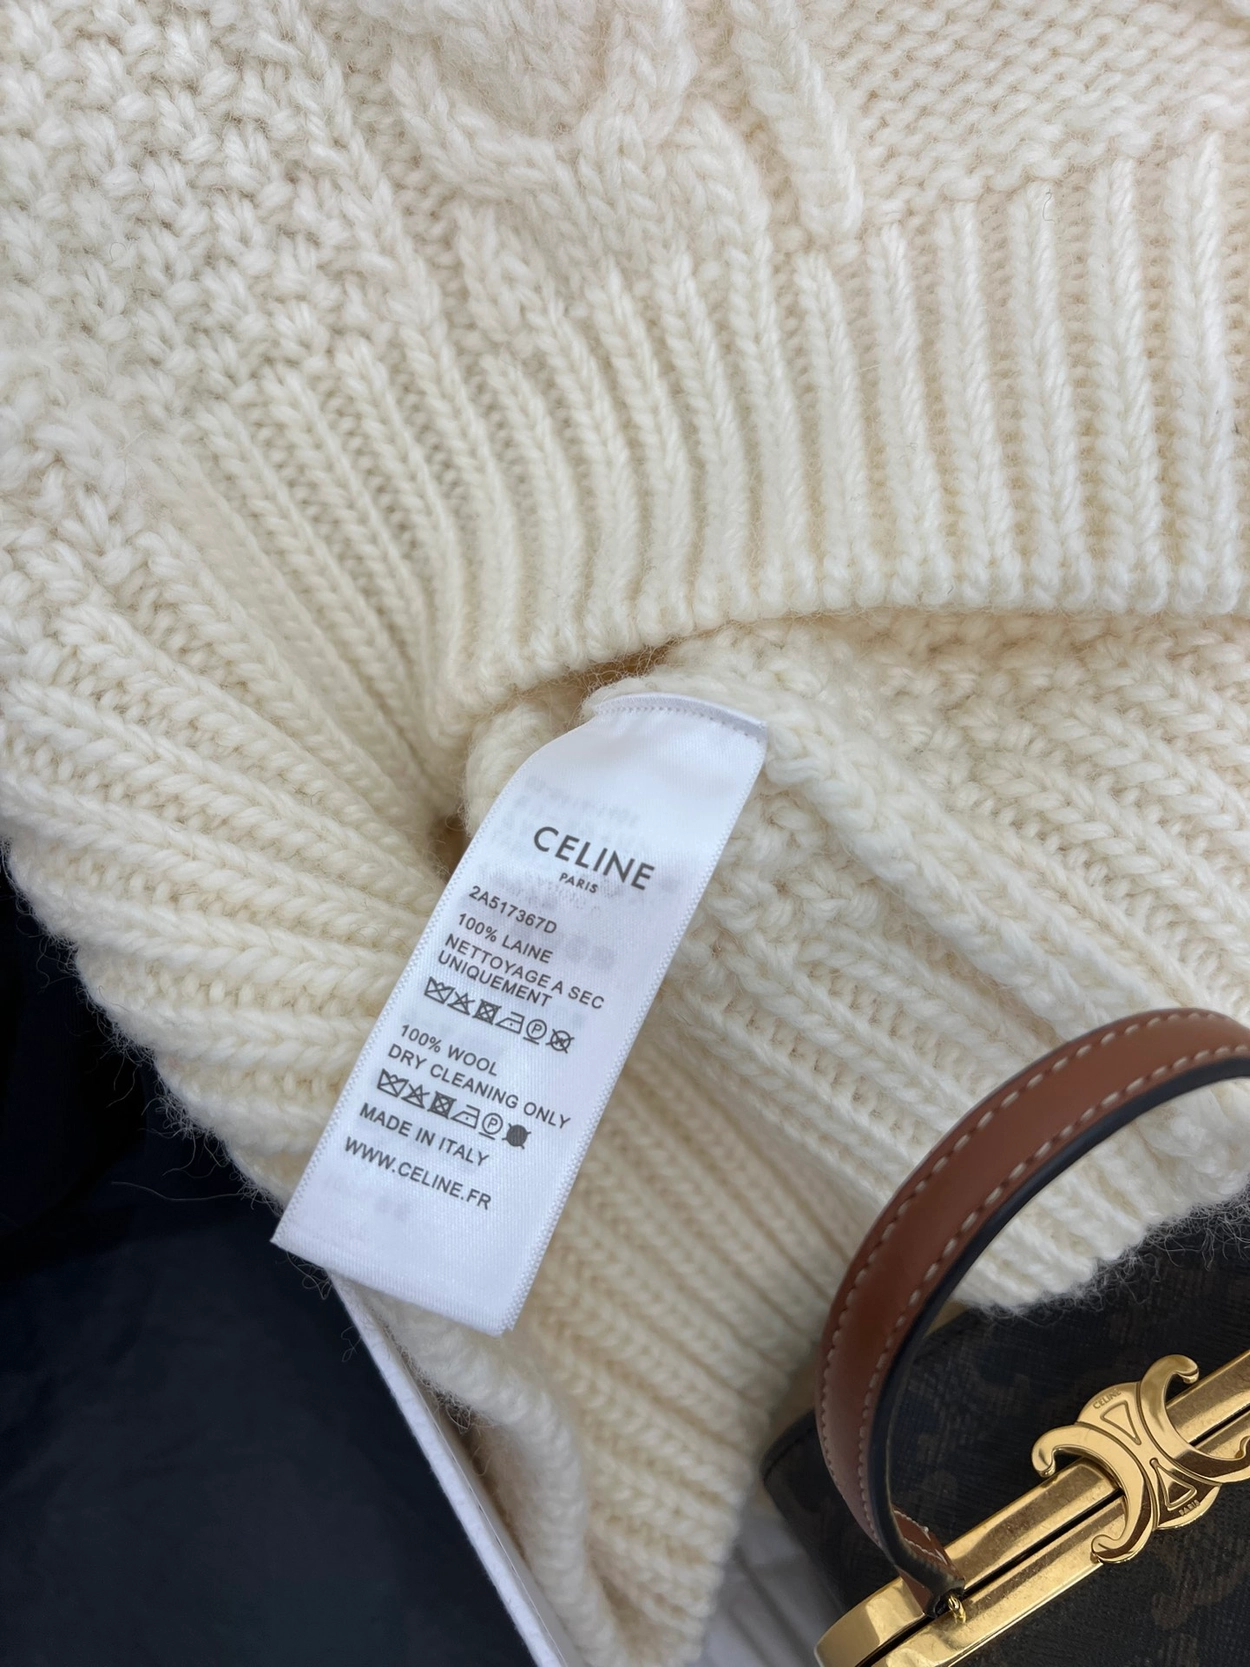 CELINE
PARIS
2A517367D
100% LAINE
NETTOYAGE A SEC
UNIQUEMENT
P
100% WOOL
DRY CLEANING ONLY
P
MADE IN ITALY
WWW.CELINE.FR
CELINE
PARIS